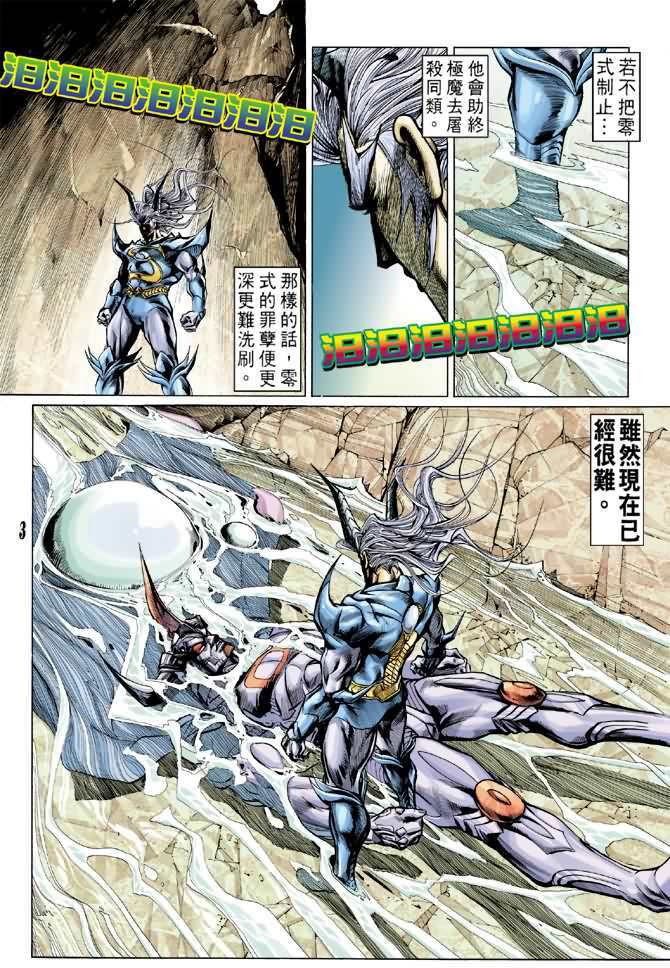 若不把零
式制止…
他會助終
極魔去屠
殺同類。
汩汩汩汩汩汩汩
汩汩汩汩汩汩汩
那樣的話，零
式的罪孽便更
深更難洗刷。
雖然現在已
經很難。
3